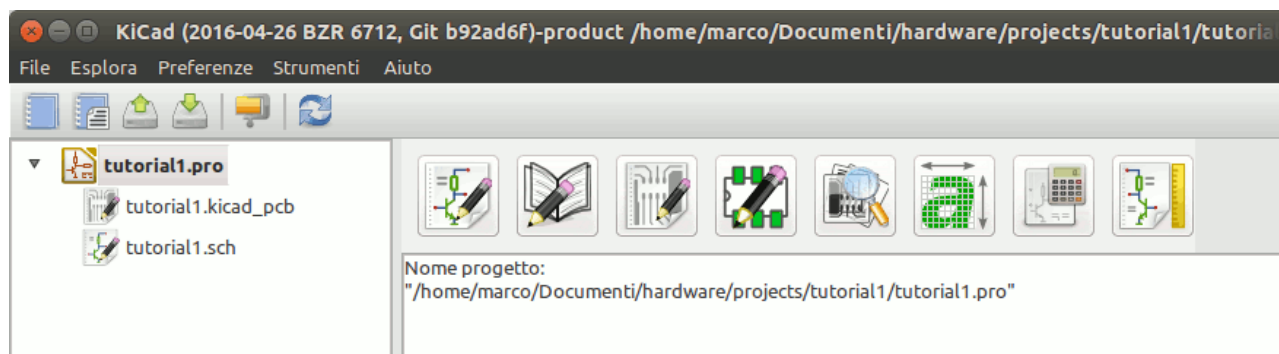 KiCad (2016-04-26 BZR 6712, Git b92ad6f)-product /home/marco/Documenti/hardware/projects/tutorial1/tutoria
File Esplora Preferenze Strumenti Aiuto
tutorial1.pro
tutorial1.kicad_pcb
tutorial1.sch
Nome progetto:
"/home/marco/Documenti/hardware/projects/tutorial1/tutorial1.pro"